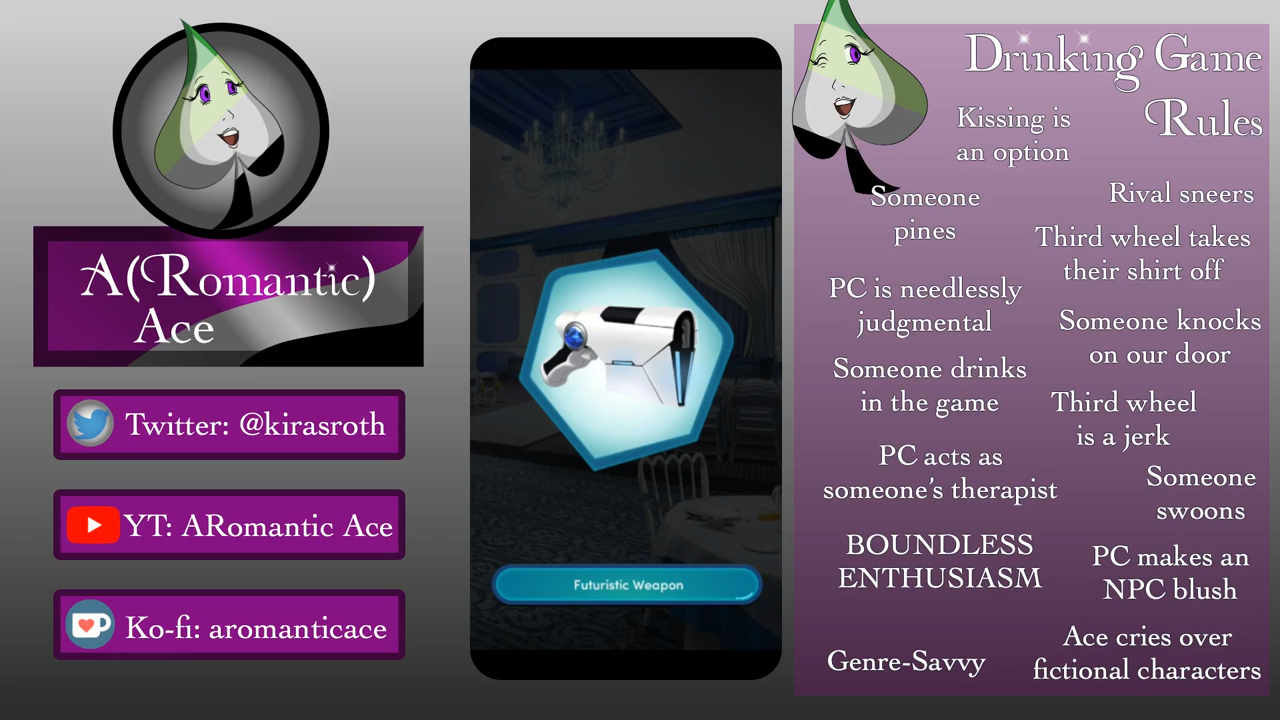 A(Romantic)
Ace
Twitter: @kirasroth
YT: ARomantic Ace
Ko-fi: aromanticace
Futuristic Weapon
Drinking Game
Rules
Kissing is
an option
Someone
pines
Rival sneers
Third wheel takes
their shirt off
PC is needlessly
judgmental
Someone knocks
on our door
Someone drinks
in the game
Third wheel
is a jerk
PC acts as
someone's therapist
Someone
swoons
BOUNDLESS
ENTHUSIASM
PC makes an
NPC blush
Genre-Savvy
Ace cries over
fictional characters